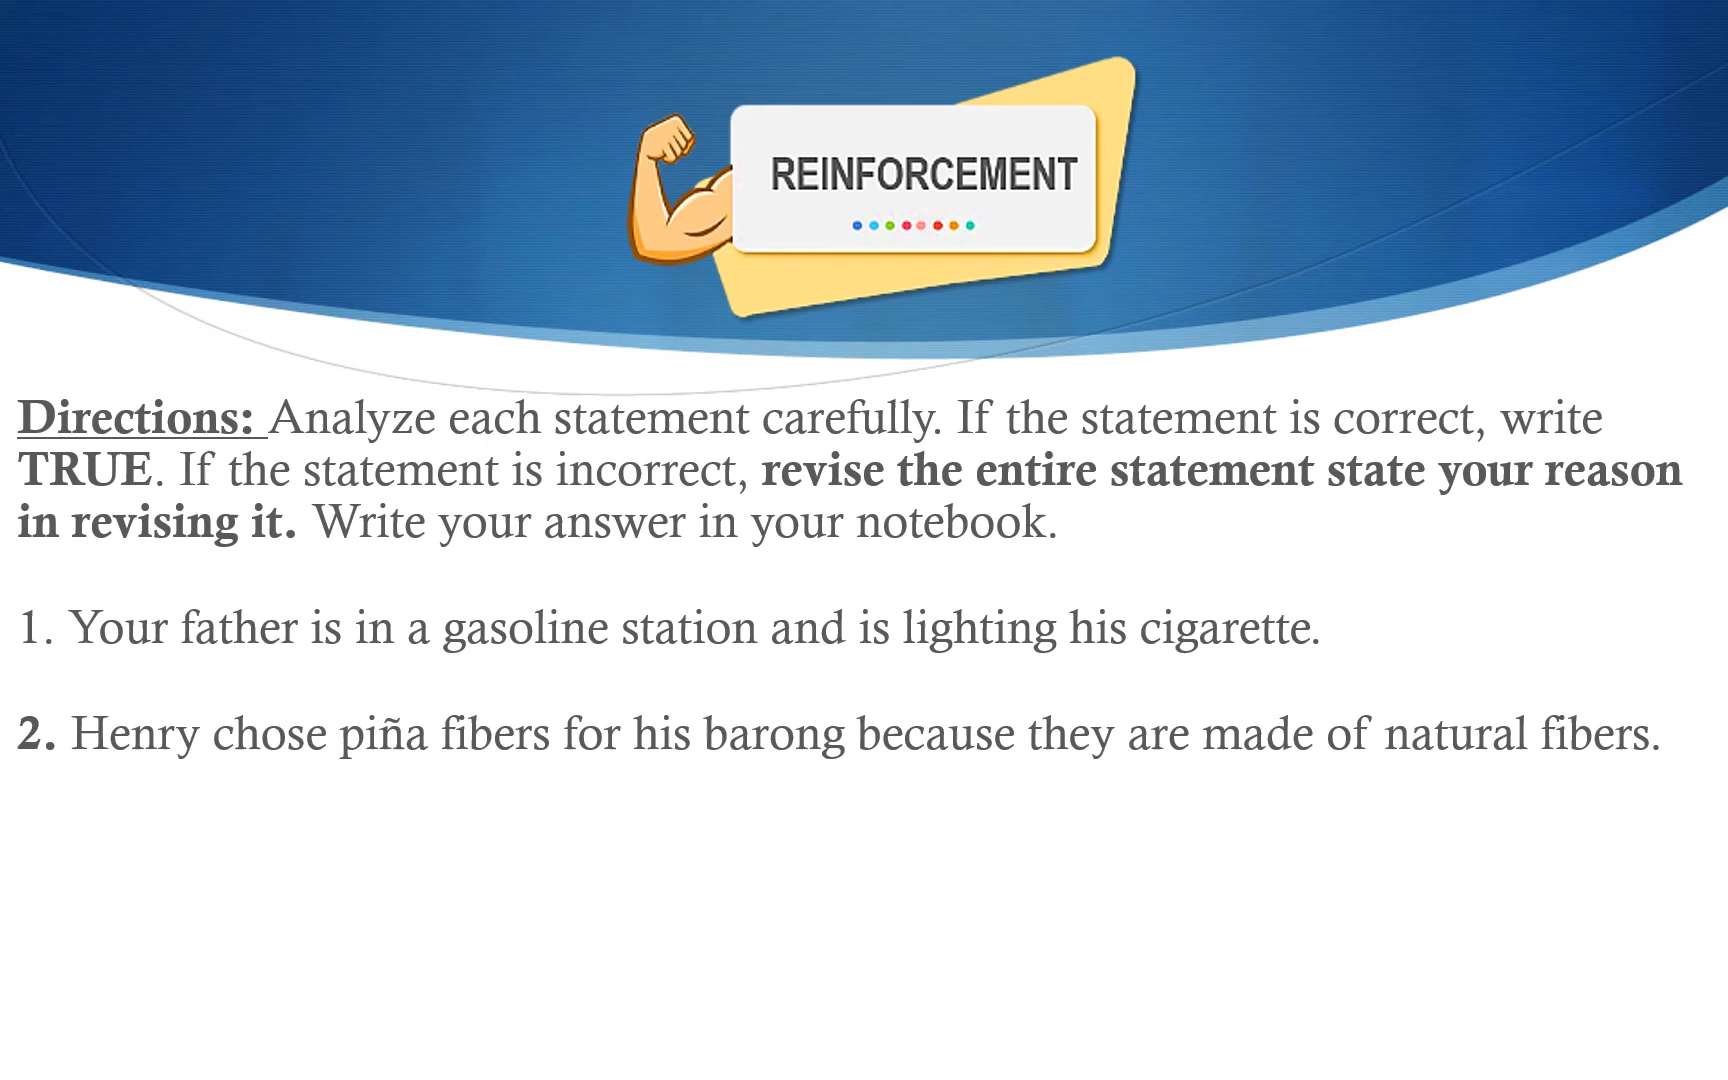 REINFORCEMENT
Directions: Analyze each statement carefully. If the statement is correct, write
TRUE. If the statement is incorrect, revise the entire statement state your reason
in revising it. Write your answer in your notebook.
1. Your father is in a gasoline station and is lighting his cigarette.
2. Henry chose piña fibers for his barong because they are made of natural fibers.